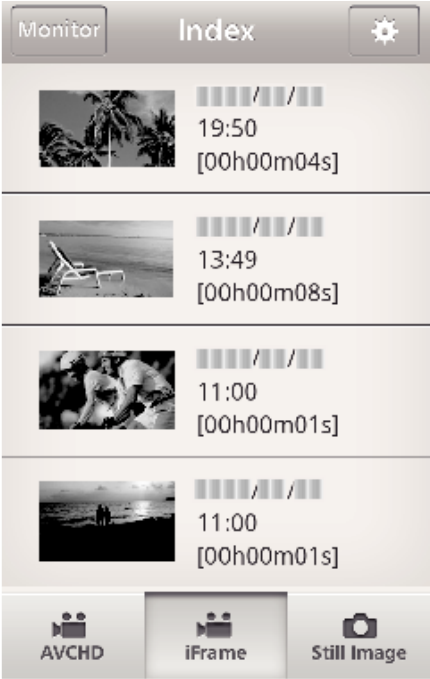 Monitor Index
19:50
[00h00m04s]
13:49
[00h00m08s]
11:00
[00h00m01s]
11:00
[00h00m01s]
AVCHD iFrame Still Image